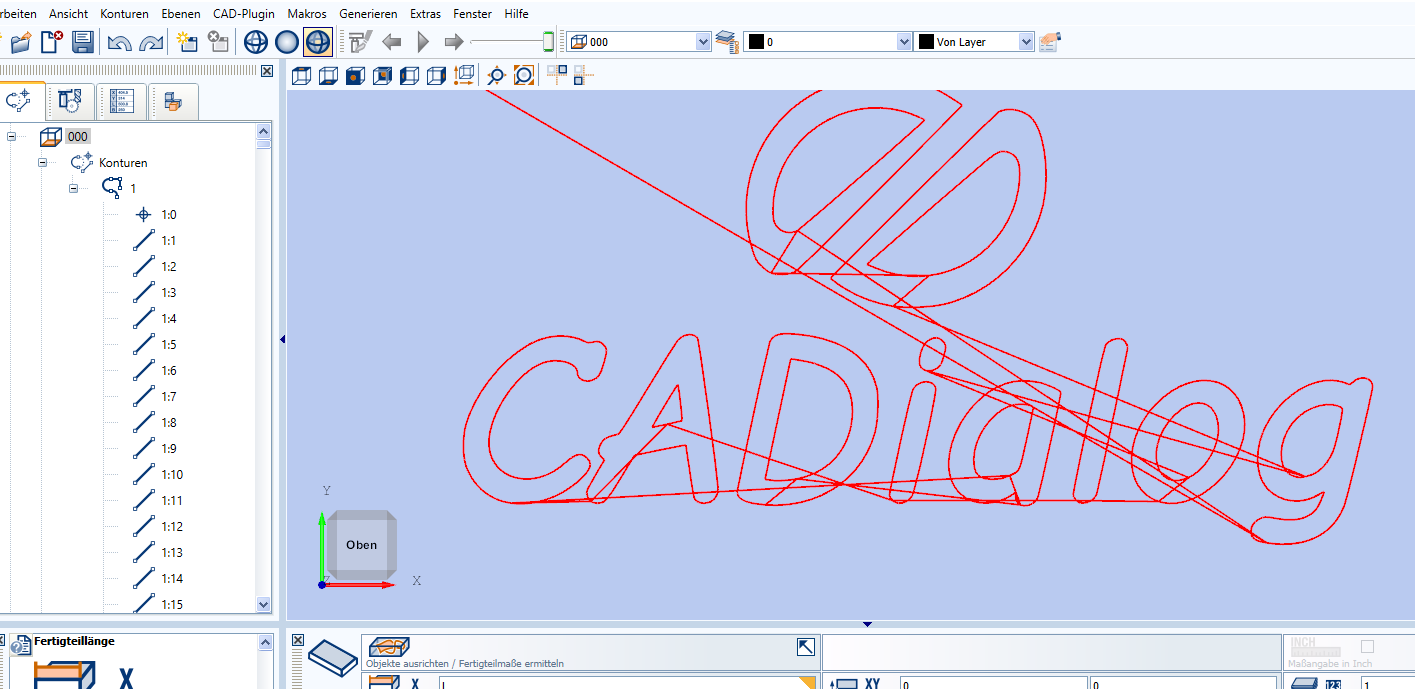 rbeiten Ansicht Konturen Ebenen CAD-Plugin Makros Generieren Extras Fenster Hilfe
000 0 Von Layer
000
Konturen
1
1:0
1:1
1:2
1:3
1:4
1:5
1:6
1:7
1:8
1:9
1:10
1:11
1:12
1:13
1:14
1:15
CADialog
Y
Oben
Z
X
Fertigteillänge
X
Objekte ausrichten / Fertigteilmaße ermitteln
INCH
Maßangabe in Inch
X L
XY 0 0
123 1